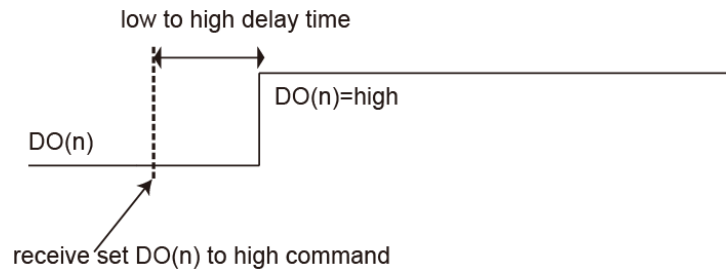 low to high delay time
DO(n)=high
DO(n)
receive set DO(n) to high command